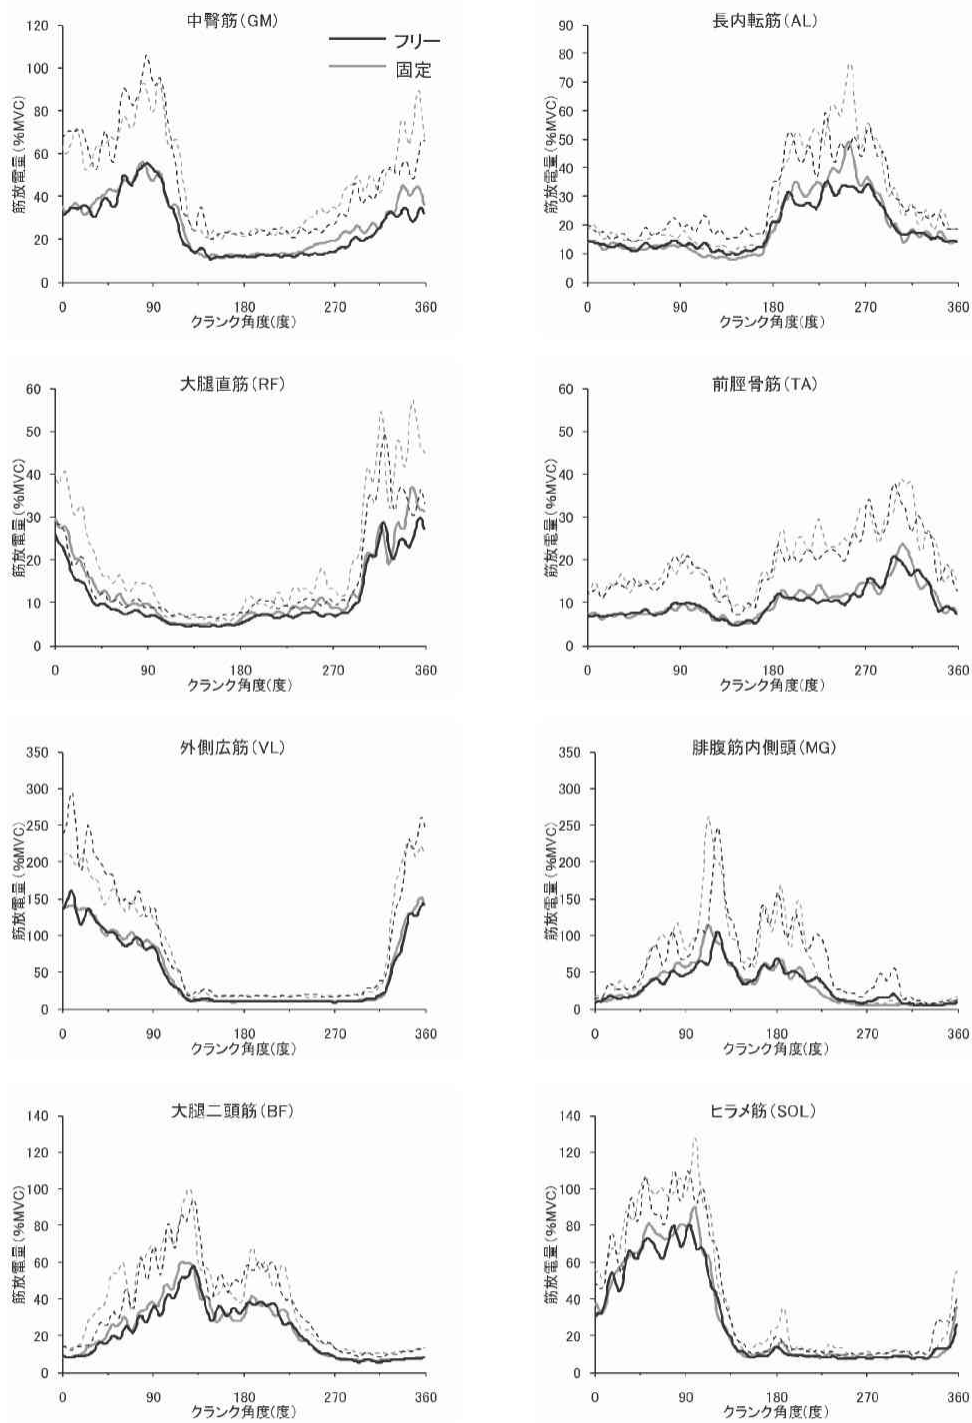 中臀筋(GM)
フリー
固定
筋放電量(%MVC)
120
100
80
60
40
20
0
0 90 180 270 360
クランク角度(度)
長内転筋(AL)
筋放電量(%MVC)
90
80
70
60
50
40
30
20
10
0
0 90 180 270 360
クランク角度(度)
大腿直筋(RF)
筋放電量(%MVC)
60
50
40
30
20
10
0
0 90 180 270 360
クランク角度(度)
前脛骨筋(TA)
筋放電量(%MVC)
60
50
40
30
20
10
0
0 90 180 270 360
クランク角度(度)
外側広筋(VL)
筋放電量(%MVC)
350
300
250
200
150
100
50
0
0 90 180 270 360
クランク角度(度)
腓腹筋内側頭(MG)
筋放電量(%MVC)
350
300
250
200
150
100
50
0
0 90 180 270 360
クランク角度(度)
大腿二頭筋(BF)
筋放電量(%MVC)
140
120
100
80
60
40
20
0
0 90 180 270 360
クランク角度(度)
ヒラメ筋(SOL)
筋放電量(%MVC)
140
120
100
80
60
40
20
0
0 90 180 270 360
クランク角度(度)